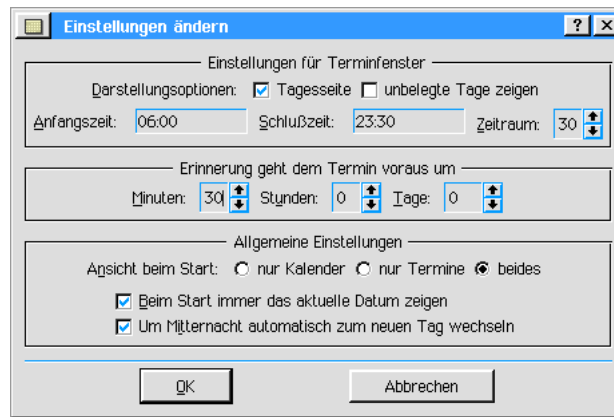 Einstellungen ändern
Einstellungen für Terminfenster
Darstellungsoptionen: Tagesseite unbelegte Tage zeigen
Anfangszeit: 06:00 Schlußzeit: 23:30 Zeitraum: 30
Erinnerung geht dem Termin voraus um
Minuten: 30 Stunden: 0 Tage: 0
Allgemeine Einstellungen
Ansicht beim Start: nur Kalender nur Termine beides
Beim Start immer das aktuelle Datum zeigen
Um Mitternacht automatisch zum neuen Tag wechseln
OK Abbrechen